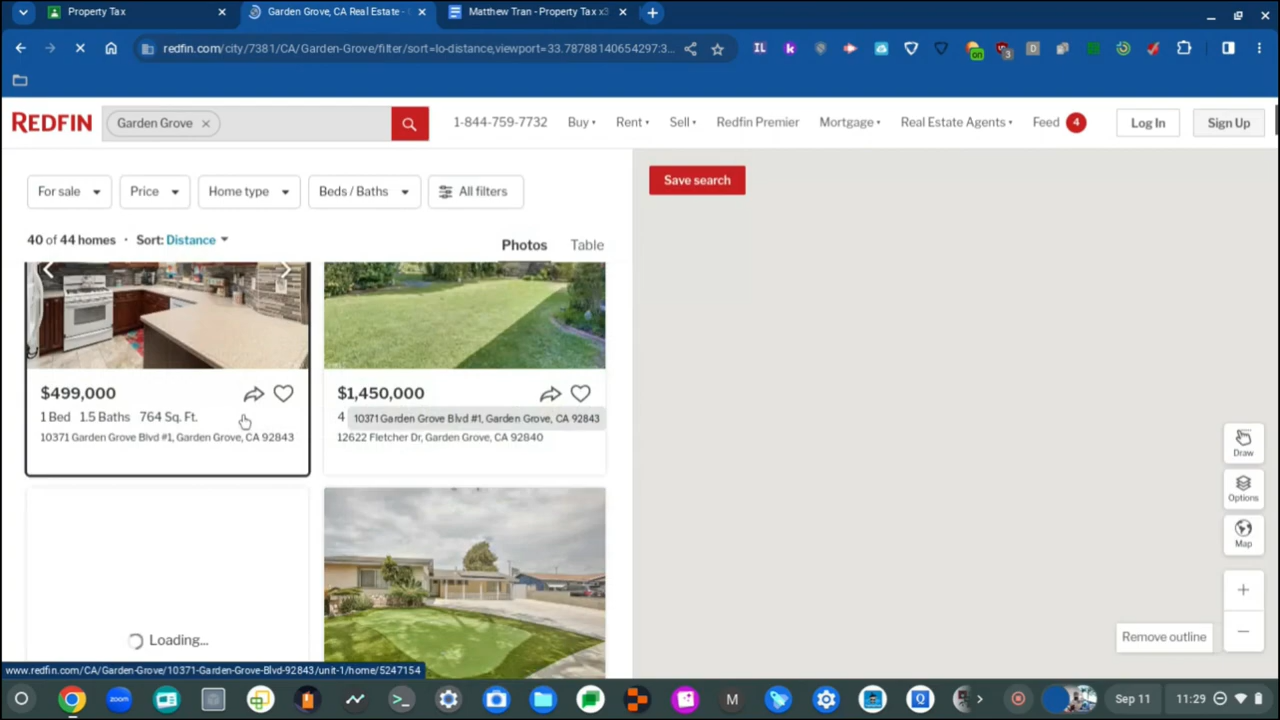 Property Tax
Garden Grove, CA Real Estate -
Matthew Tran - Property Tax x3
redfin.com/city/7381/CA/Garden-Grove/filter/sort=lo-distance,viewport=33.78788140654297:3...
IL
k
on
3
D
REDFIN
Garden Grove ×
1-844-759-7732
Buy
Rent
Sell
Redfin Premier
Mortgage
Real Estate Agents
Feed 4
Log In
Sign Up
For sale
Price
Home type
Beds / Baths
All filters
Save search
40 of 44 homes • Sort: Distance
Photos
Table
$499,000
1 Bed 1.5 Baths 764 Sq. Ft.
10371 Garden Grove Blvd #1, Garden Grove, CA 92843
$1,450,000
4
10371 Garden Grove Blvd #1, Garden Grove, CA 92843
12622 Fletcher Dr, Garden Grove, CA 92840
Draw
Options
Map
+
−
Remove outline
Loading...
www.redfin.com/CA/Garden-Grove/10371-Garden-Grove-Blvd-92843/unit-1/home/5247154
zoom
M
Q
Sep 11
11:29